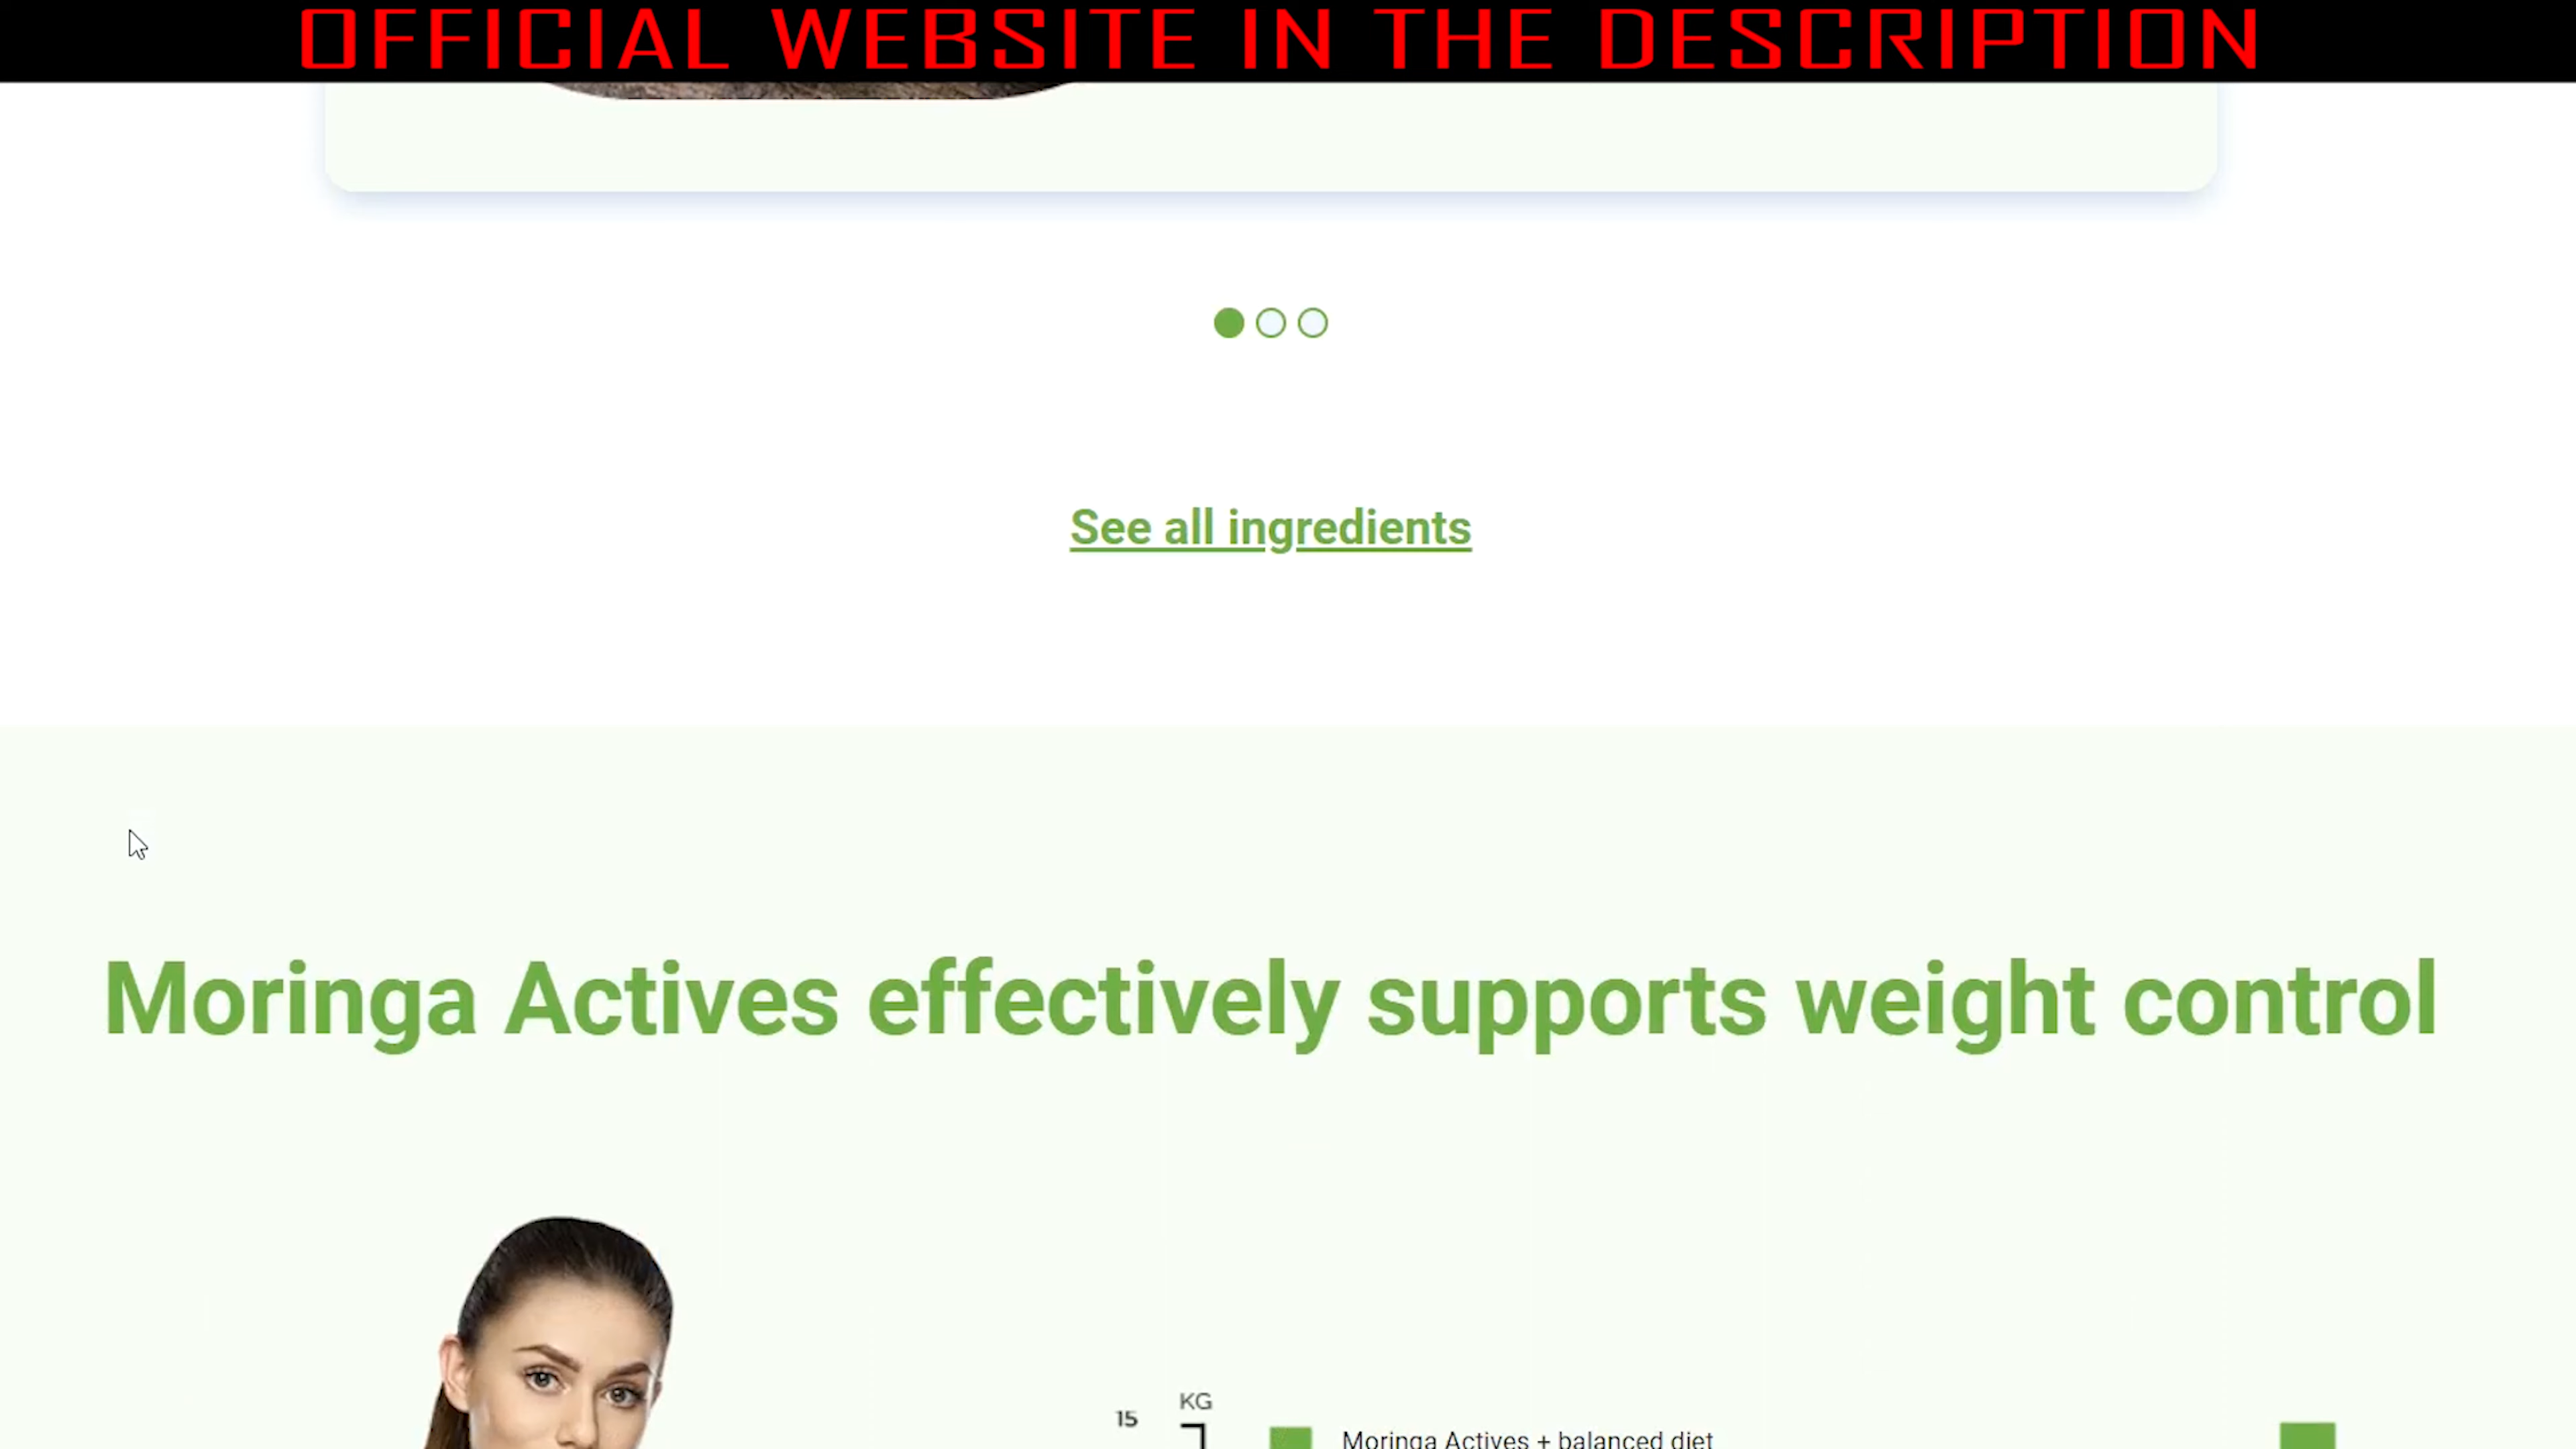 OFFICIAL WEBSITE IN THE DESCRIPTION
See all ingredients
Moringa Actives effectively supports weight control
KG
15
Moringa Actives + balanced diet